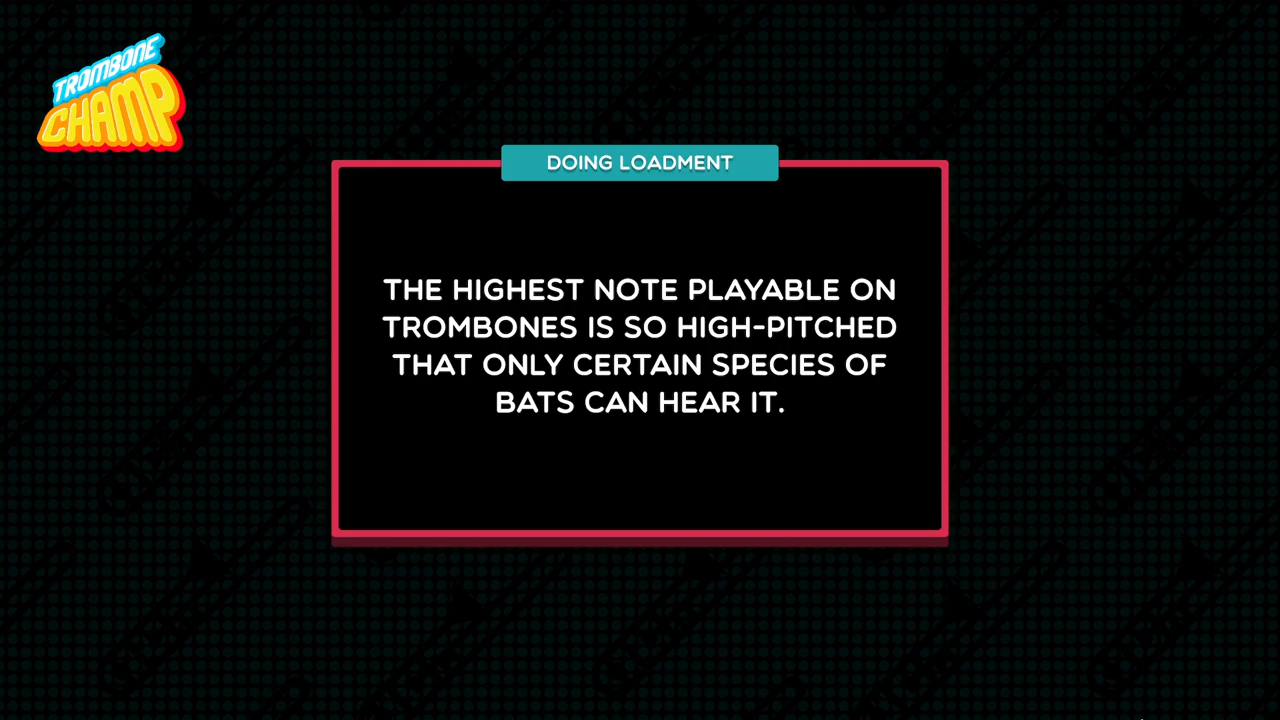 TROMBONE
CHAMP
DOING LOADMENT
THE HIGHEST NOTE PLAYABLE ON
TROMBONES IS SO HIGH-PITCHED
THAT ONLY CERTAIN SPECIES OF
BATS CAN HEAR IT.